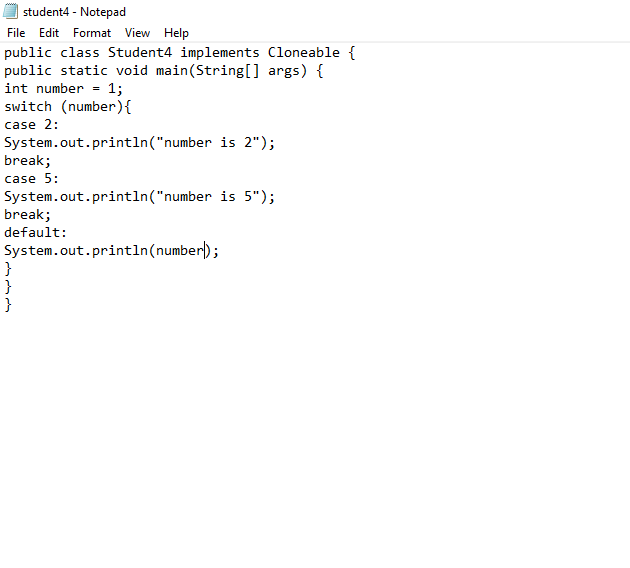 student4 - Notepad
File Edit Format View Help
public class Student4 implements Cloneable {
public static void main(String[] args) {
int number = 1;
switch (number){
case 2:
System.out.println("number is 2");
break;
case 5:
System.out.println("number is 5");
break;
default:
System.out.println(number);
}
}
}